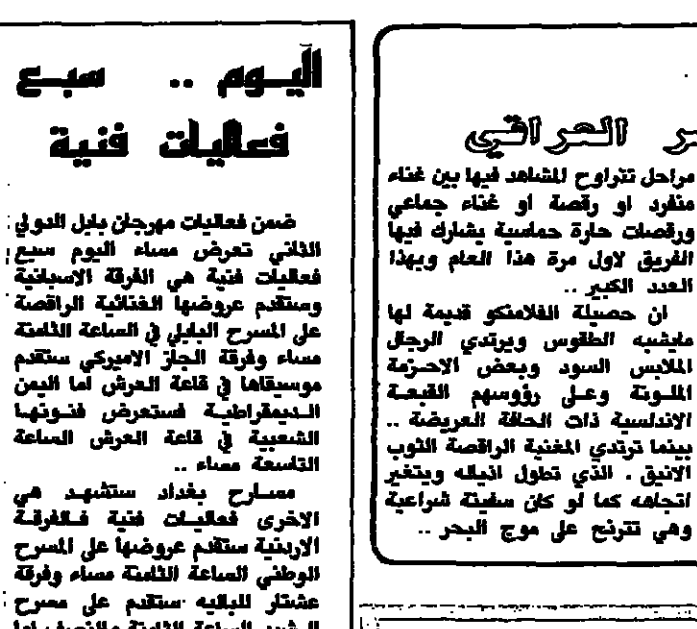 ـر العراقي
مراحل تتراوح المشاهد فيها بين غناء
منفرد او رقصة او غناء جماعي
ورقصات حارة حماسية يشارك فيها
الفريق لاول مرة هذا العام وبهذا
العدد الكبير ..
ان حصيلة الفلامنكو قديمة لها
مايشبه الطقوس ويرتدي الرجال
الملابس السود وبعض الاحزمة
الملونة وعلى رؤوسهم القبعة
الاندلسية ذات الحافة العريضة ..
بينما ترتدي المغنية الراقصة الثوب
الانيق . الذي تطول اذياله ويتغير
اتجاهه كما لو كان سفينة شراعية
وهي تترنح على موج البحر ..
اليوم .. سبع
فعاليات فنية
ضمن فعاليات مهرجان بابل الدولي
الثاني تعرض مساء اليوم سبع
فعاليات فنية هي الفرقة الاسبانية
وستقدم عروضها الغنائية الراقصة
على المسرح البابلي في الساعة الثامنة
مساء وفرقة الجاز الاميركي ستقدم
موسيقاها في قاعة العرش اما اليمن
الديمقراطية فستعرض فنونها
الشعبية في قاعة العرش الساعة
التاسعة مساء ..
مسارح بغداد ستشهد هي
الاخرى فعاليات فنية فالفرقة
الاردنية ستقدم عروضها على المسرح
الوطني الساعة الثامنة مساء وفرقة
عشتار للباليه ستقدم على مسرح
الساعة الثامنة والنصف اما